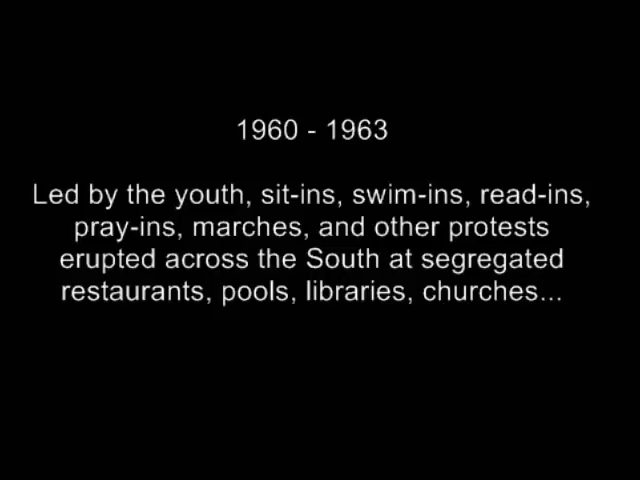 1960 - 1963
Led by the youth, sit-ins, swim-ins, read-ins,
pray-ins, marches, and other protests
erupted across the South at segregated
restaurants, pools, libraries, churches...